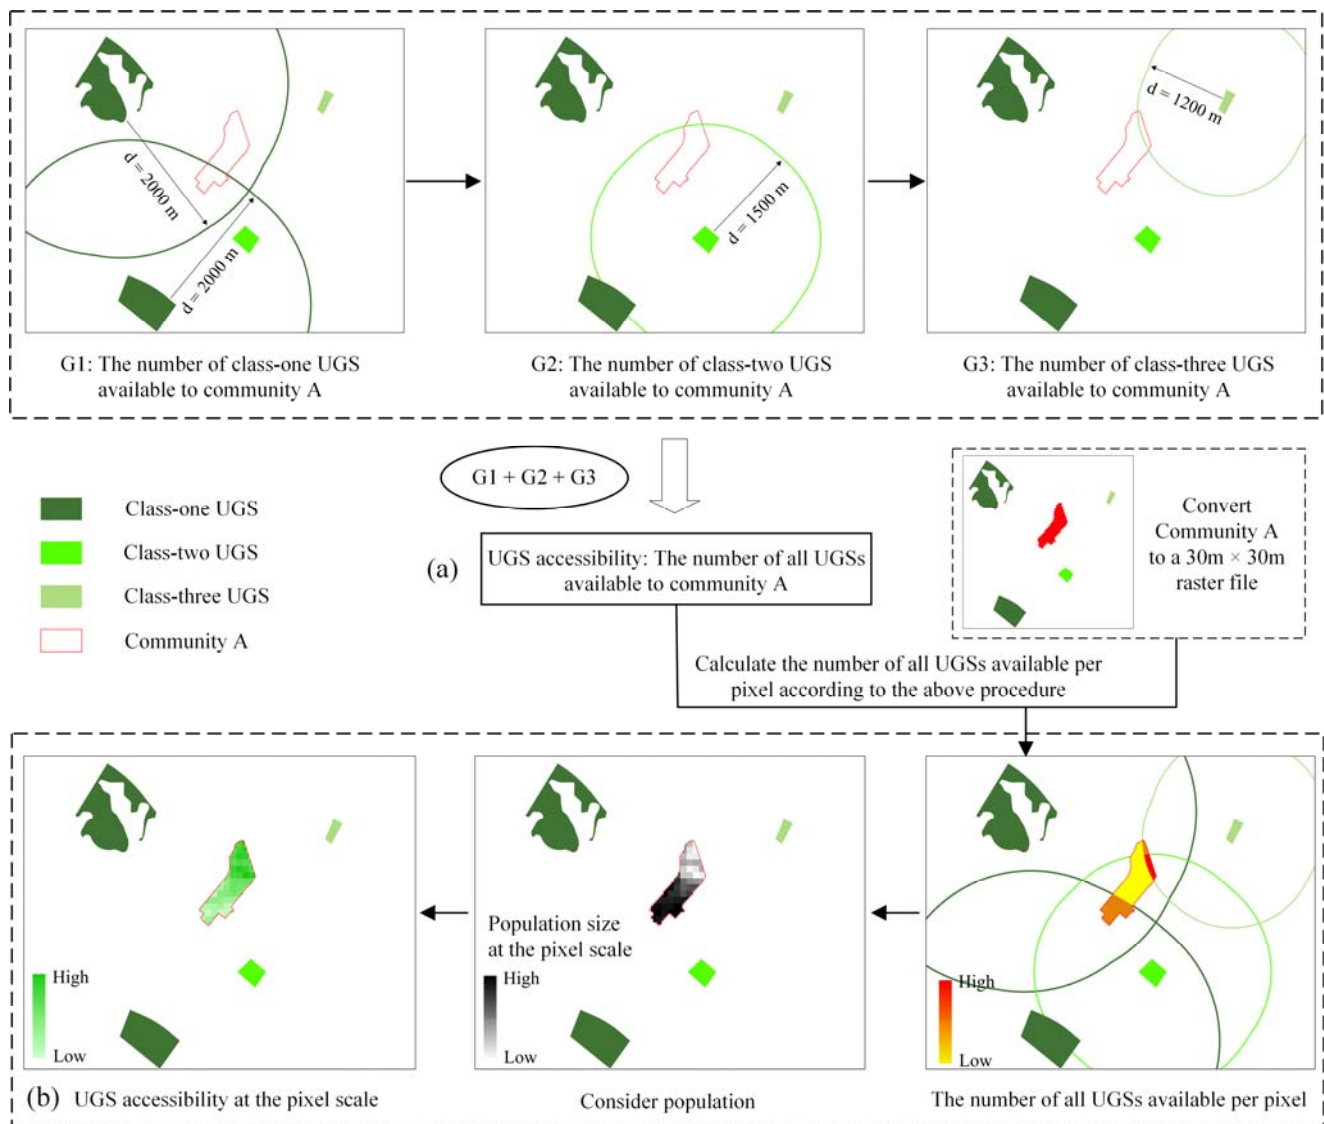 d = 2000 m
d = 2000 m
d = 1500 m
d = 1200 m
G1: The number of class-one UGS
available to community A
G2: The number of class-two UGS
available to community A
G3: The number of class-three UGS
available to community A
G1 + G2 + G3
Class-one UGS
Class-two UGS
Class-three UGS
Community A
(a)
UGS accessibility: The number of all UGSs
available to community A
Convert
Community A
to a 30m × 30m
raster file
Calculate the number of all UGSs available per
pixel according to the above procedure
High
Low
(b) UGS accessibility at the pixel scale
Population size
at the pixel scale
High
Low
Consider population
High
Low
The number of all UGSs available per pixel